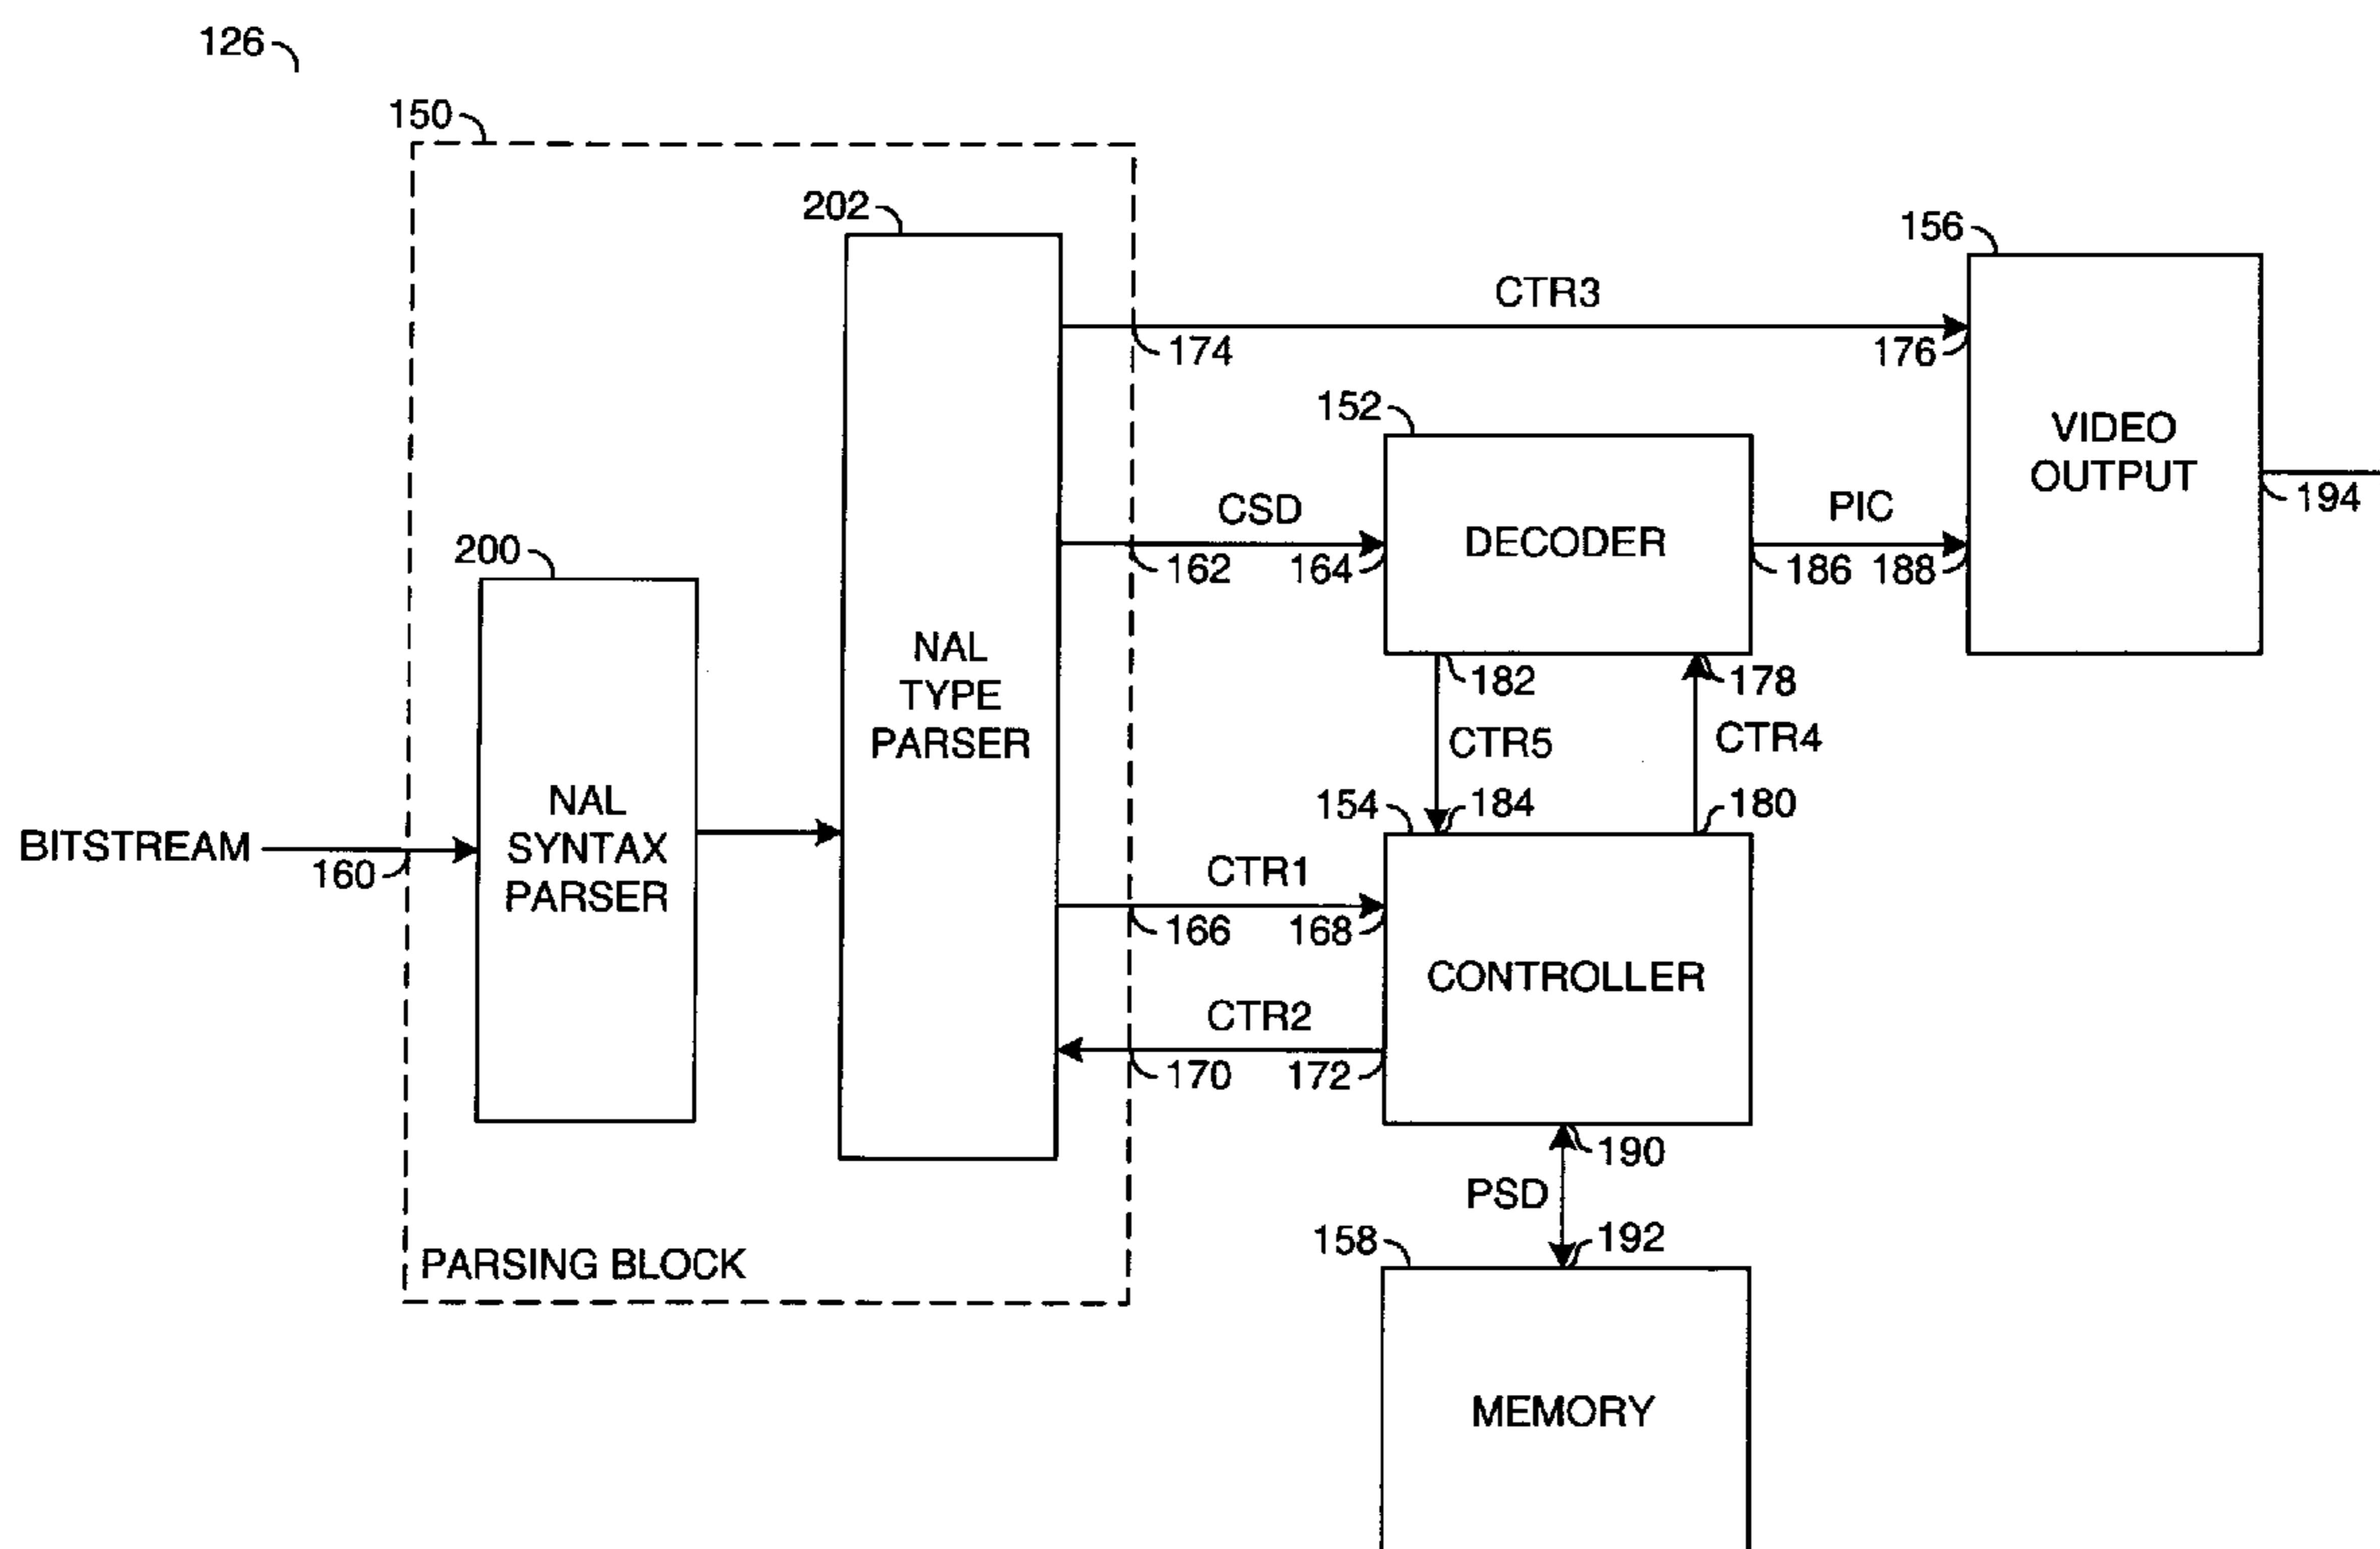 126
150
202
156
CTR3
174
176
152
VIDEO
OUTPUT
194
CSD
162
164
DECODER
PIC
186
188
200
NAL
TYPE
PARSER
182
178
CTR5
CTR4
154
184
180
BITSTREAM
160
NAL
SYNTAX
PARSER
CTR1
166
168
CONTROLLER
CTR2
170
172
190
PSD
192
158
PARSING BLOCK
MEMORY